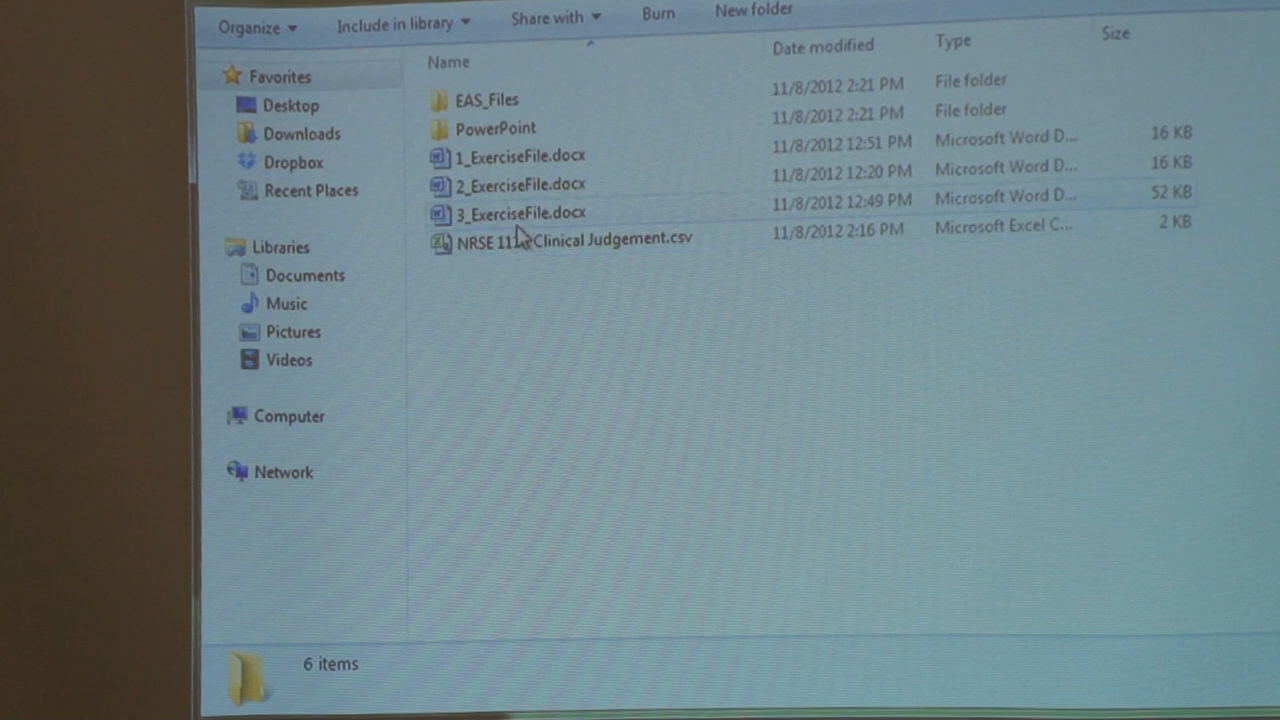 Organize Include in library Share with Burn New folder
Name Date modified Type Size
Favorites
Desktop
Downloads
Dropbox
Recent Places
Libraries
Documents
Music
Pictures
Videos
Computer
Network
EAS_Files 11/8/2012 2:21 PM File folder
PowerPoint 11/8/2012 2:21 PM File folder
1_ExerciseFile.docx 11/8/2012 12:51 PM Microsoft Word D... 16 KB
2_ExerciseFile.docx 11/8/2012 12:20 PM Microsoft Word D... 16 KB
3_ExerciseFile.docx 11/8/2012 12:49 PM Microsoft Word D... 52 KB
NRSE Clinical Judgement.csv 11/8/2012 2:16 PM Microsoft Excel C... 2 KB
6 items